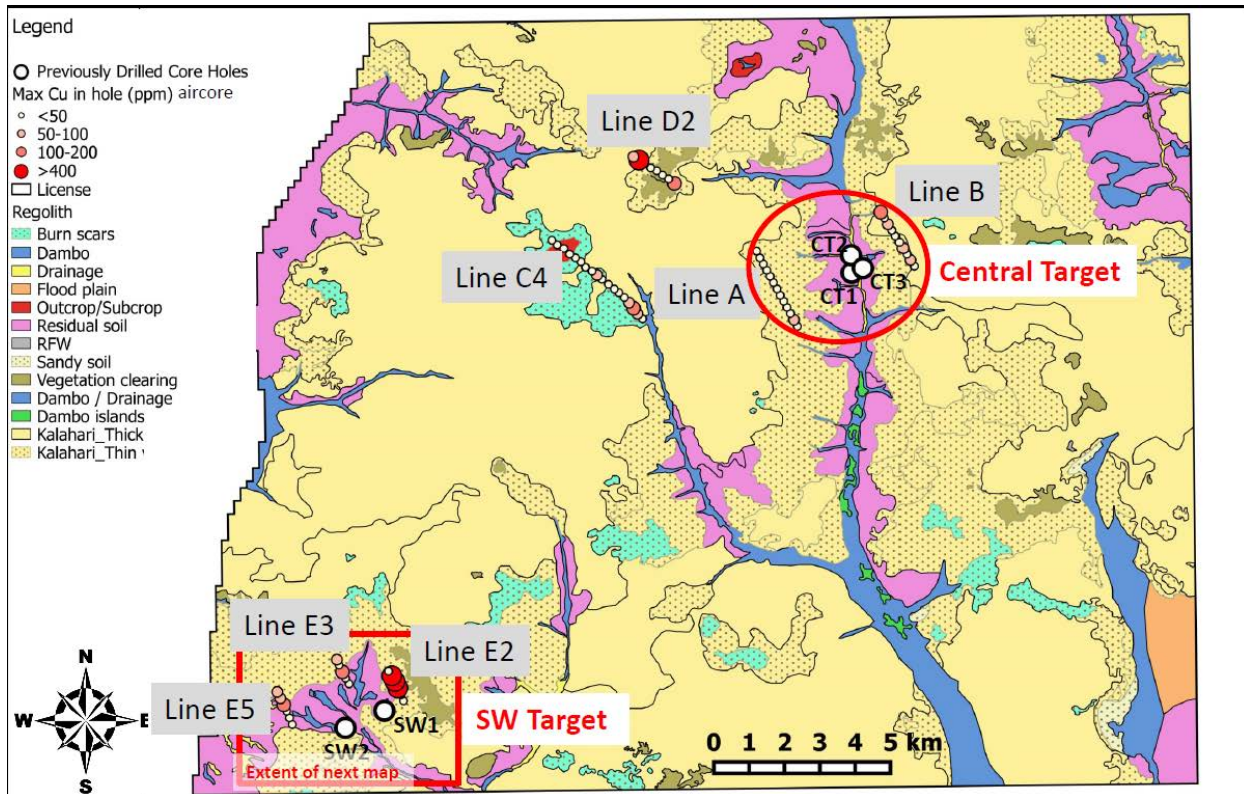 Legend
Previously Drilled Core Holes
Max Cu in hole (ppm) aircore
<50
50-100
100-200
>400
License
Regolith
Burn scars
Dambo
Drainage
Flood plain
Outcrop/Subcrop
Residual soil
RFW
Sandy soil
Vegetation clearing
Dambo / Drainage
Dambo islands
Kalahari_Thick
Kalahari_Thin
Line D2
Line B
Line C4
Line A
CT2
CT1
CT3
Central Target
Line E3
Line E2
Line E5
SW1
SW2
SW Target
Extent of next map
N
W
E
S
0 1 2 3 4 5 km